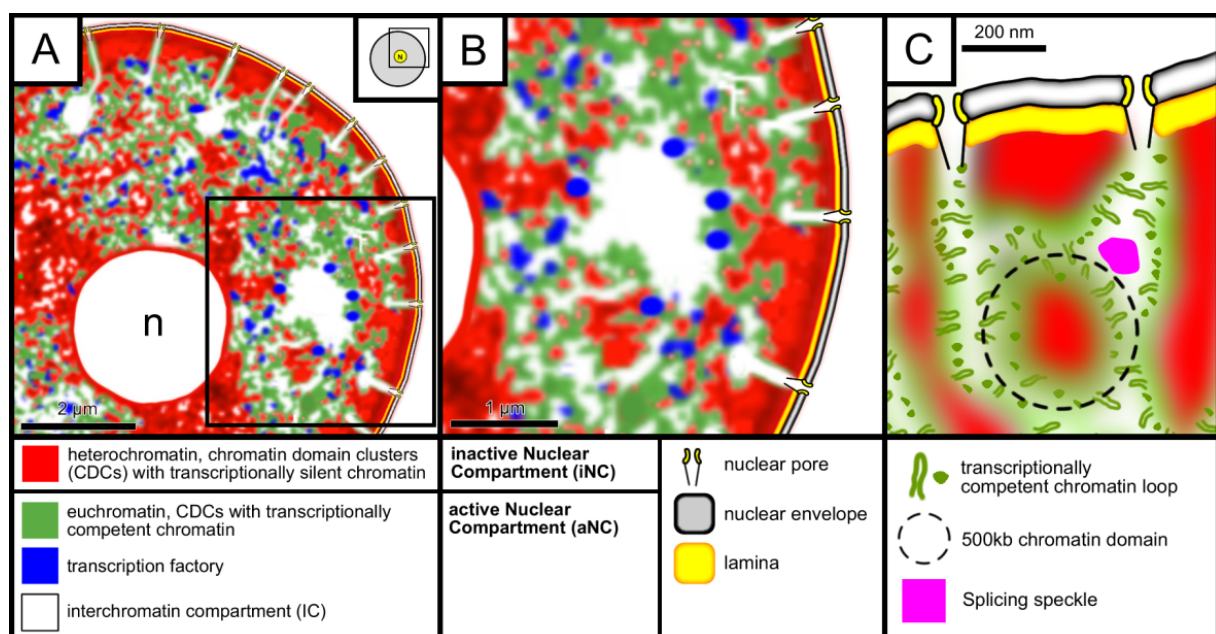 A
N
B
C
200 nm
n
2 µm
1 µm
heterochromatin, chromatin domain clusters
(CDCs) with transcriptionally silent chromatin
euchromatin, CDCs with transcriptionally
competent chromatin
transcription factory
interchromatin compartment (IC)
inactive Nuclear
Compartment (iNC)
active Nuclear
Compartment (aNC)
nuclear pore
nuclear envelope
lamina
transcriptionally
competent chromatin loop
500kb chromatin domain
Splicing speckle